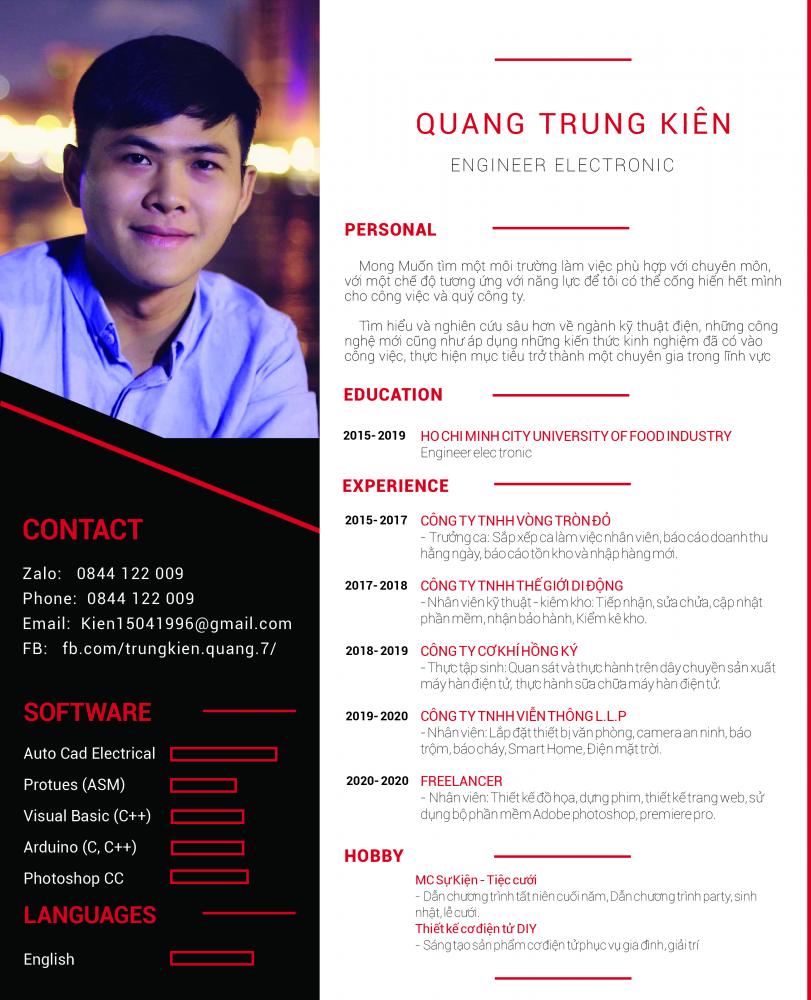 QUANG TRUNG KIÊN
ENGINEER ELECTRONIC
PERSONAL
Mong Muốn tìm một môi trường làm việc phù hợp với chuyên môn,
với một chế độ tương ứng với năng lực để tôi có thể cống hiến hết mình
cho công việc và quý công ty.
Tìm hiểu và nghiên cứu sâu hơn về ngành kỹ thuật điện, những công
nghệ mới cũng như áp dụng những kiến thức kinh nghiệm đã có vào
công việc, thực hiện mục tiêu trở thành một chuyên gia trong lĩnh vực
EDUCATION
2015-2019 HO CHI MINH CITY UNIVERSITY OF FOOD INDUSTRY
Engineer elec tronic
EXPERIENCE
2015-2017 CÔNG TY TNHH VÒNG TRÒN ĐỎ
- Trưởng ca: Sắp xếp ca làm việc nhân viên, báo cáo doanh thu
hằng ngày, báo cáo tồn kho và nhập hàng mới.
2017-2018 CÔNG TY TNHH THẾ GIỚI DI ĐỘNG
- Nhân viên kỹ thuật - kiêm kho: Tiếp nhận, sửa chửa, cập nhật
phần mềm, nhận bảo hành, Kiểm kê kho.
2018-2019 CÔNG TY CƠ KHÍ HỒNG KÝ
- Thực tập sinh: Quan sát và thực hành trên dây chuyền sản xuất
máy hàn điện tử, thực hành sữa chữa máy hàn điện tử.
2019-2020 CÔNG TY TNHH VIỄN THÔNG L.L.P
- Nhân viên: Lắp đặt thiết bị văn phòng, camera an ninh, báo
trộm, báo cháy, Smart Home, Điện mặt trời.
2020-2020 FREELANCER
- Nhân viên: Thiết kế đồ họa, dựng phim, thiết kế trang web, sử
dụng bộ phần mềm Adobe photoshop, premiere pro.
HOBBY
MC Sự Kiện - Tiệc cưới
- Dẫn chương trình tất niên cuối năm, Dẫn chương trình party, sinh
nhật, lễ cưới.
Thiết kế cơ điện tử DIY
- Sáng tạo sản phẩm cơ điện tử phục vụ gia đình, giải trí
CONTACT
Zalo: 0844 122 009
Phone: 0844 122 009
Email: Kien15041996@gmail.com
FB: fb.com/trungkien.quang.7/
SOFTWARE
Auto Cad Electrical
Protues (ASM)
Visual Basic (C++)
Arduino (C, C++)
Photoshop CC
LANGUAGES
English